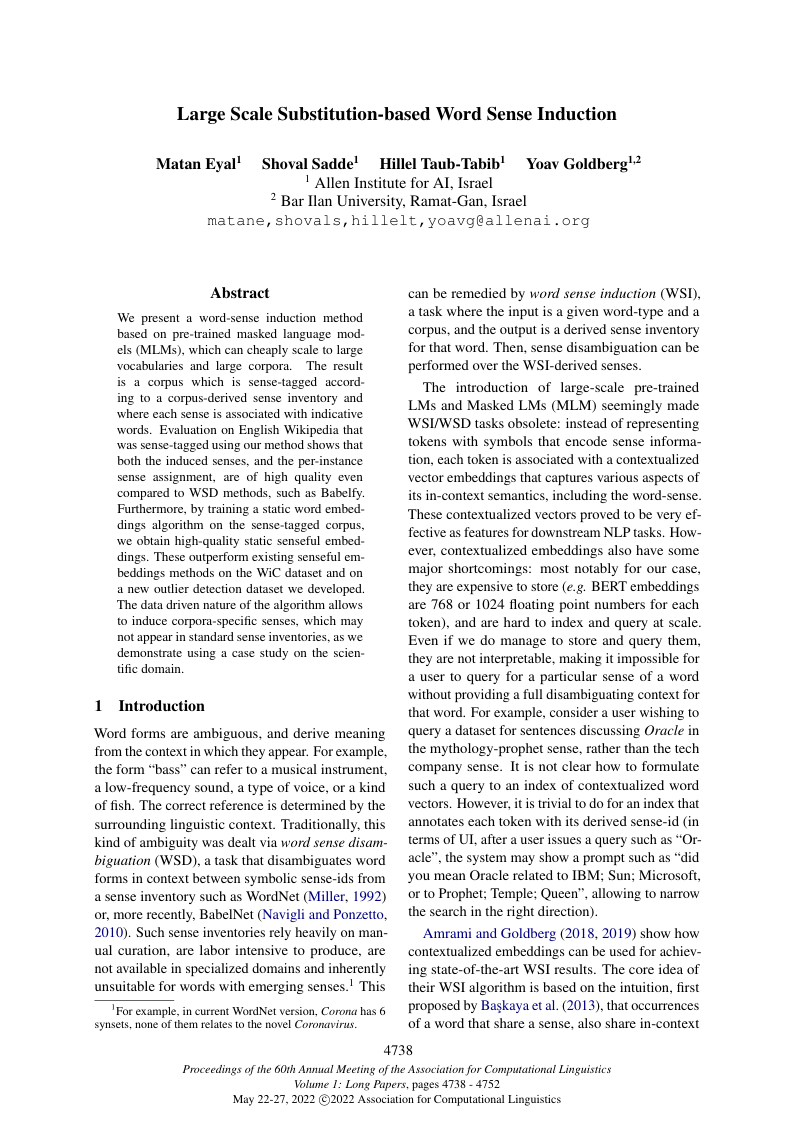 Large Scale Substitution-based Word Sense Induction
Matan Eyal1 Shoval Sadde1 Hillel Taub-Tabib1 Yoav Goldberg1,2
1 Allen Institute for AI, Israel
2 Bar Ilan University, Ramat-Gan, Israel
matane,shovals,hillelt,yoavg@allenai.org
Abstract
We present a word-sense induction method
based on pre-trained masked language mod-
els (MLMs), which can cheaply scale to large
vocabularies and large corpora. The result
is a corpus which is sense-tagged accord-
ing to a corpus-derived sense inventory and
where each sense is associated with indicative
words. Evaluation on English Wikipedia that
was sense-tagged using our method shows that
both the induced senses, and the per-instance
sense assignment, are of high quality even
compared to WSD methods, such as Babelfy.
Furthermore, by training a static word embed-
dings algorithm on the sense-tagged corpus,
we obtain high-quality static senseful embed-
dings. These outperform existing senseful em-
beddings methods on the WiC dataset and on
a new outlier detection dataset we developed.
The data driven nature of the algorithm allows
to induce corpora-specific senses, which may
not appear in standard sense inventories, as we
demonstrate using a case study on the scien-
tific domain.
1 Introduction
Word forms are ambiguous, and derive meaning
from the context in which they appear. For example,
the form “bass” can refer to a musical instrument,
a low-frequency sound, a type of voice, or a kind
of fish. The correct reference is determined by the
surrounding linguistic context. Traditionally, this
kind of ambiguity was dealt via word sense disam-
biguation (WSD), a task that disambiguates word
forms in context between symbolic sense-ids from
a sense inventory such as WordNet (Miller, 1992)
or, more recently, BabelNet (Navigli and Ponzetto,
2010). Such sense inventories rely heavily on man-
ual curation, are labor intensive to produce, are
not available in specialized domains and inherently
unsuitable for words with emerging senses.1 This
1For example, in current WordNet version, Corona has 6
synsets, none of them relates to the novel Coronavirus.
can be remedied by word sense induction (WSI),
a task where the input is a given word-type and a
corpus, and the output is a derived sense inventory
for that word. Then, sense disambiguation can be
performed over the WSI-derived senses.
The introduction of large-scale pre-trained
LMs and Masked LMs (MLM) seemingly made
WSI/WSD tasks obsolete: instead of representing
tokens with symbols that encode sense informa-
tion, each token is associated with a contextualized
vector embeddings that captures various aspects of
its in-context semantics, including the word-sense.
These contextualized vectors proved to be very ef-
fective as features for downstream NLP tasks. How-
ever, contextualized embeddings also have some
major shortcomings: most notably for our case,
they are expensive to store (e.g. BERT embeddings
are 768 or 1024 floating point numbers for each
token), and are hard to index and query at scale.
Even if we do manage to store and query them,
they are not interpretable, making it impossible for
a user to query for a particular sense of a word
without providing a full disambiguating context for
that word. For example, consider a user wishing to
query a dataset for sentences discussing Oracle in
the mythology-prophet sense, rather than the tech
company sense. It is not clear how to formulate
such a query to an index of contextualized word
vectors. However, it is trivial to do for an index that
annotates each token with its derived sense-id (in
terms of UI, after a user issues a query such as “Or-
acle”, the system may show a prompt such as “did
you mean Oracle related to IBM; Sun; Microsoft,
or to Prophet; Temple; Queen”, allowing to narrow
the search in the right direction).
Amrami and Goldberg (2018, 2019) show how
contextualized embeddings can be used for achiev-
ing state-of-the-art WSI results. The core idea of
their WSI algorithm is based on the intuition, first
proposed by Başkaya et al. (2013), that occurrences
of a word that share a sense, also share in-context
4738
Proceedings of the 60th Annual Meeting of the Association for Computational Linguistics
Volume 1: Long Papers, pages 4738 - 4752
May 22-27, 2022 ©2022 Association for Computational Linguistics